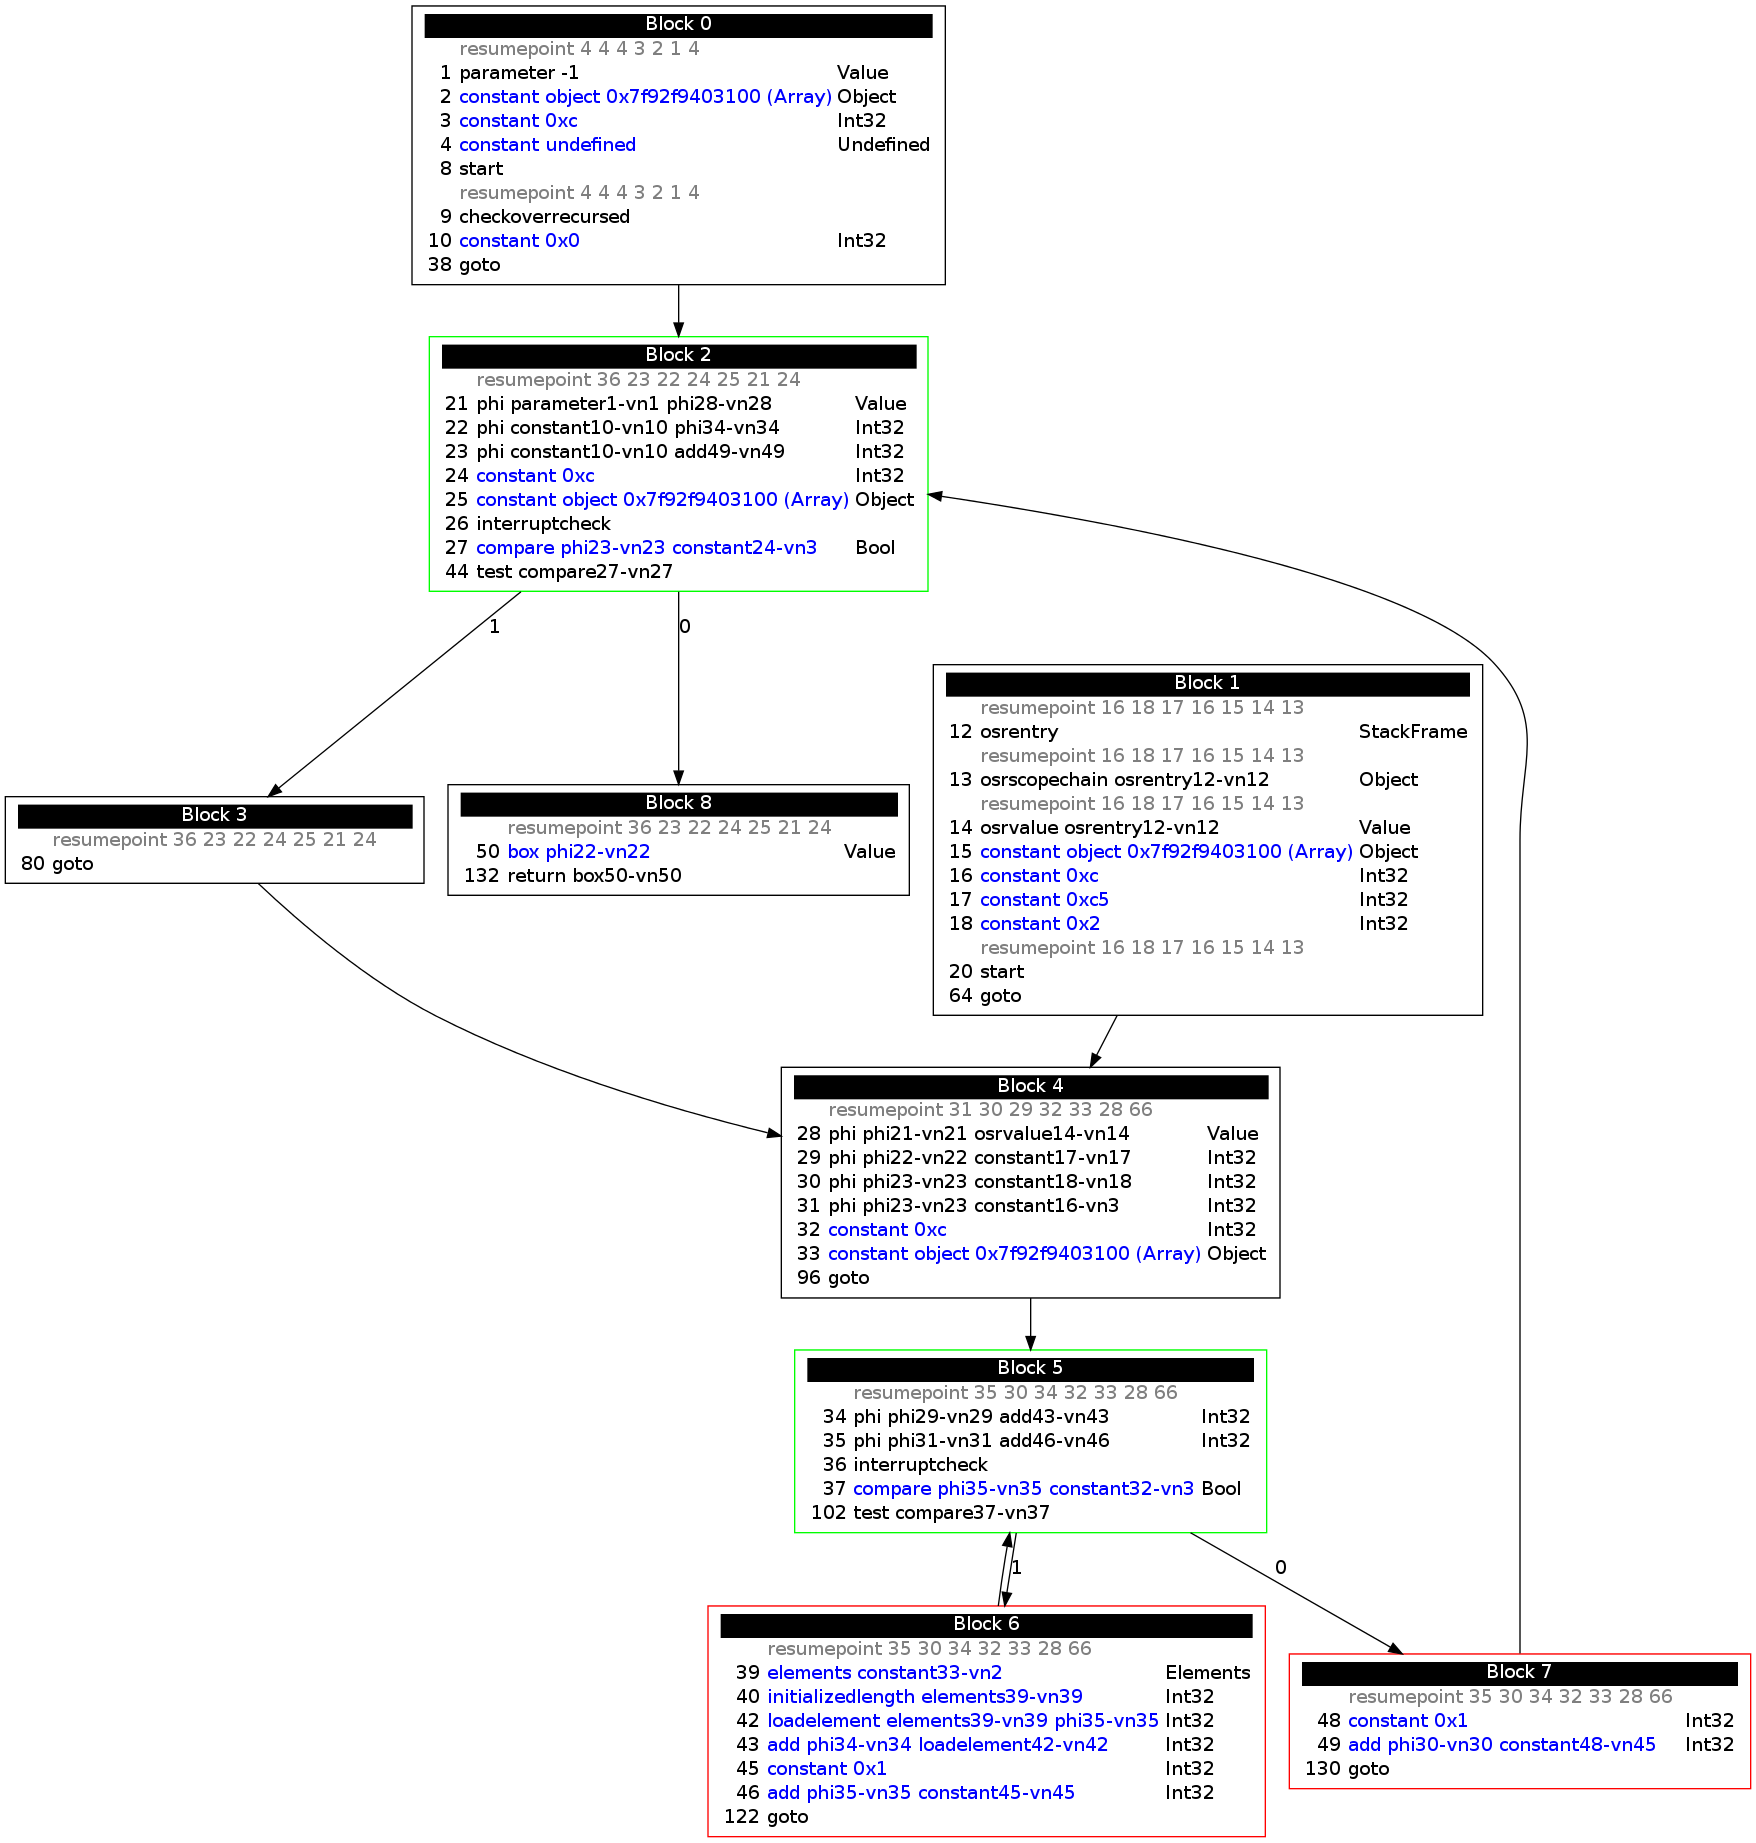 Block 0
resumepoint 4 4 4 3 2 1 4
1 parameter -1 Value
2 constant object 0x7f92f9403100 (Array) Object
3 constant 0xc Int32
4 constant undefined Undefined
8 start
resumepoint 4 4 4 3 2 1 4
9 checkoverrecursed
10 constant 0x0 Int32
38 goto
Block 2
resumepoint 36 23 22 24 25 21 24
21 phi parameter1-vn1 phi28-vn28 Value
22 phi constant10-vn10 phi34-vn34 Int32
23 phi constant10-vn10 add49-vn49 Int32
24 constant 0xc Int32
25 constant object 0x7f92f9403100 (Array) Object
26 interruptcheck
27 compare phi23-vn23 constant24-vn3 Bool
44 test compare27-vn27
1
0
Block 1
resumepoint 16 18 17 16 15 14 13
12 osrentry StackFrame
resumepoint 16 18 17 16 15 14 13
13 osrscopechain osrentry12-vn12 Object
resumepoint 16 18 17 16 15 14 13
14 osrvalue osrentry12-vn12 Value
15 constant object 0x7f92f9403100 (Array) Object
16 constant 0xc Int32
17 constant 0xc5 Int32
18 constant 0x2 Int32
resumepoint 16 18 17 16 15 14 13
20 start
64 goto
Block 3
resumepoint 36 23 22 24 25 21 24
80 goto
Block 8
resumepoint 36 23 22 24 25 21 24
50 box phi22-vn22 Value
132 return box50-vn50
Block 4
resumepoint 31 30 29 32 33 28 66
28 phi phi21-vn21 osrvalue14-vn14 Value
29 phi phi22-vn22 constant17-vn17 Int32
30 phi phi23-vn23 constant18-vn18 Int32
31 phi phi23-vn23 constant16-vn3 Int32
32 constant 0xc Int32
33 constant object 0x7f92f9403100 (Array) Object
96 goto
Block 5
resumepoint 35 30 34 32 33 28 66
34 phi phi29-vn29 add43-vn43 Int32
35 phi phi31-vn31 add46-vn46 Int32
36 interruptcheck
37 compare phi35-vn35 constant32-vn3 Bool
102 test compare37-vn37
1
0
Block 6
resumepoint 35 30 34 32 33 28 66
39 elements constant33-vn2 Elements
40 initializedlength elements39-vn39 Int32
42 loadelement elements39-vn39 phi35-vn35 Int32
43 add phi34-vn34 loadelement42-vn42 Int32
45 constant 0x1 Int32
46 add phi35-vn35 constant45-vn45 Int32
122 goto
Block 7
resumepoint 35 30 34 32 33 28 66
48 constant 0x1 Int32
49 add phi30-vn30 constant48-vn45 Int32
130 goto